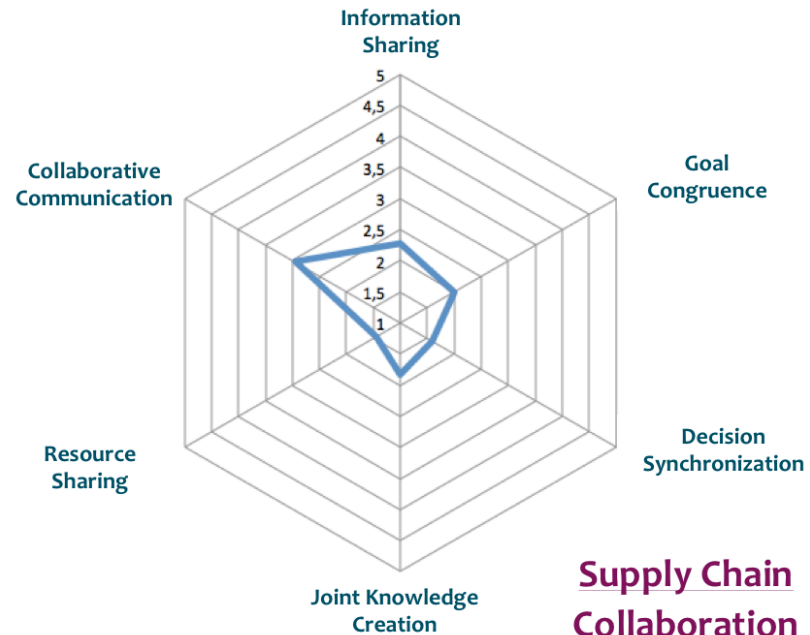 Information
Sharing
5
4,5
4
3,5
3
2,5
2
1,5
1
Goal
Congruence
Decision
Synchronization
Joint Knowledge
Creation
Resource
Sharing
Collaborative
Communication
Supply Chain
Collaboration